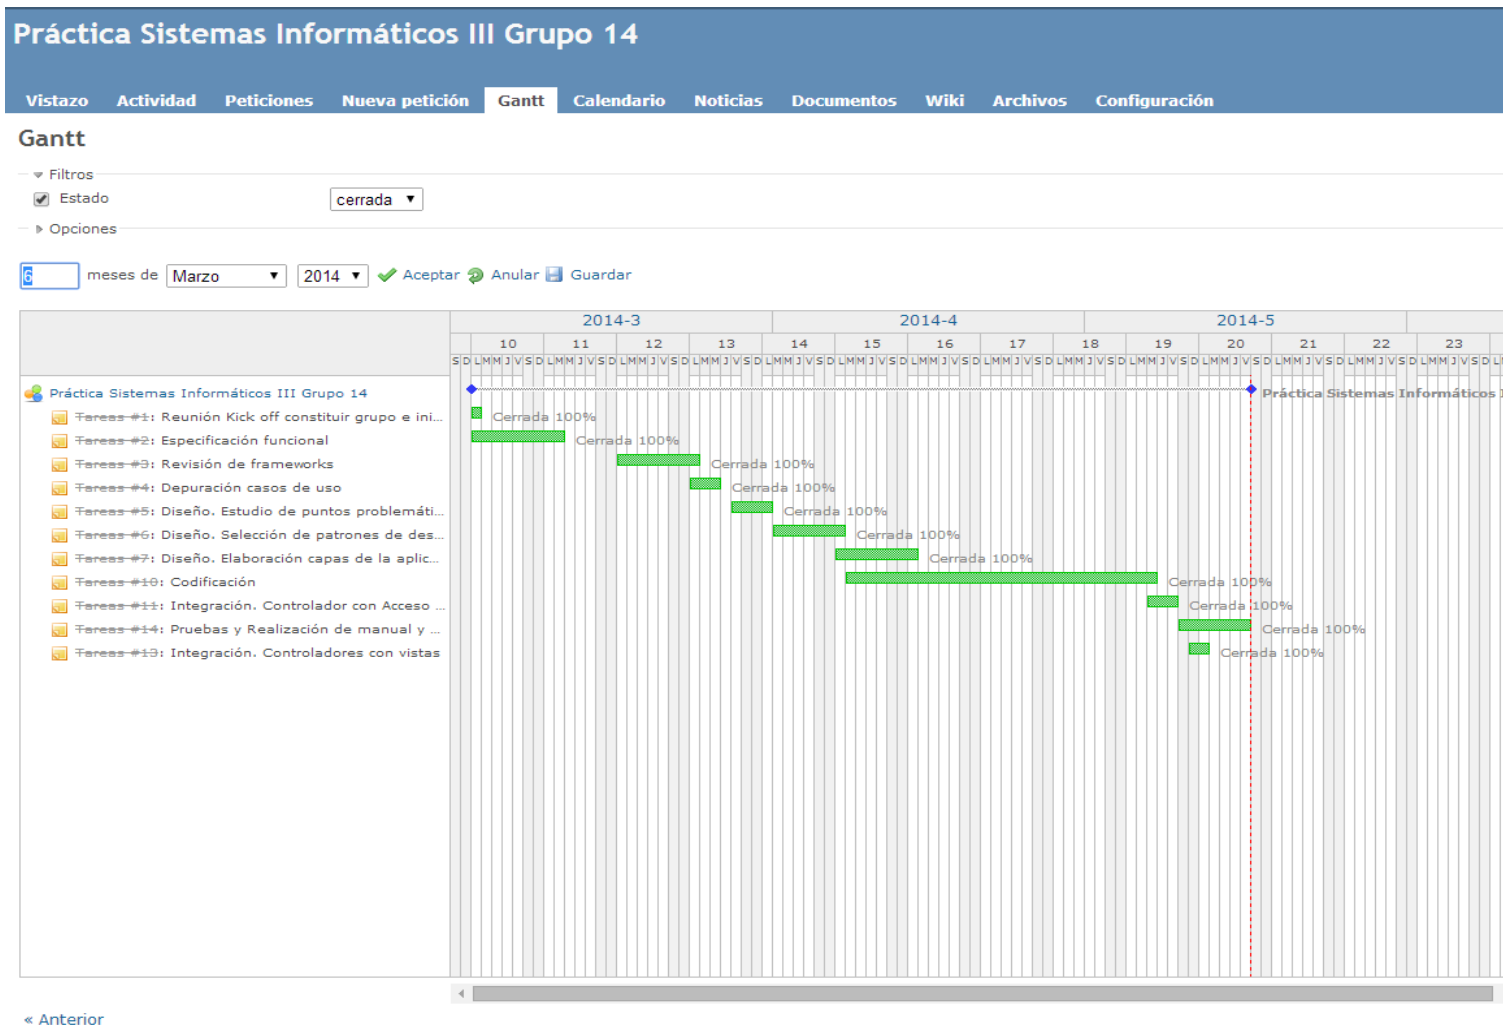 Práctica Sistemas Informáticos III Grupo 14
Vistazo Actividad Peticiones Nueva petición Gantt Calendario Noticias Documentos Wiki Archivos Configuración
Gantt
Filtros
Estado cerrada
Opciones
6 meses de Marzo 2014 Aceptar Anular Guardar
2014-3 2014-4 2014-5
10 11 12 13 14 15 16 17 18 19 20 21 22 23
S D L M M J V S D L M M J V S D L M M J V S D L M M J V S D L M M J V S D L M M J V S D L M M J V S D L M M J V S D L M M J V S D L M M J V S D L M M J V S D L M M J V S D L M M J V S D L M M J V S D L
Práctica Sistemas Informáticos III Grupo 14 Práctica Sistemas Informáticos
Tareas #1: Reunión Kick off constituir grupo e ini... Cerrada 100%
Tareas #2: Especificación funcional Cerrada 100%
Tareas #3: Revisión de frameworks Cerrada 100%
Tareas #4: Depuración casos de uso Cerrada 100%
Tareas #5: Diseño. Estudio de puntos problemáti... Cerrada 100%
Tareas #6: Diseño. Selección de patrones de des... Cerrada 100%
Tareas #7: Diseño. Elaboración capas de la aplic... Cerrada 100%
Tareas #10: Codificación Cerrada 100%
Tareas #11: Integración. Controlador con Acceso ... Cerrada 100%
Tareas #14: Pruebas y Realización de manual y ... Cerrada 100%
Tareas #13: Integración. Controladores con vistas Cerrada 100%
« Anterior